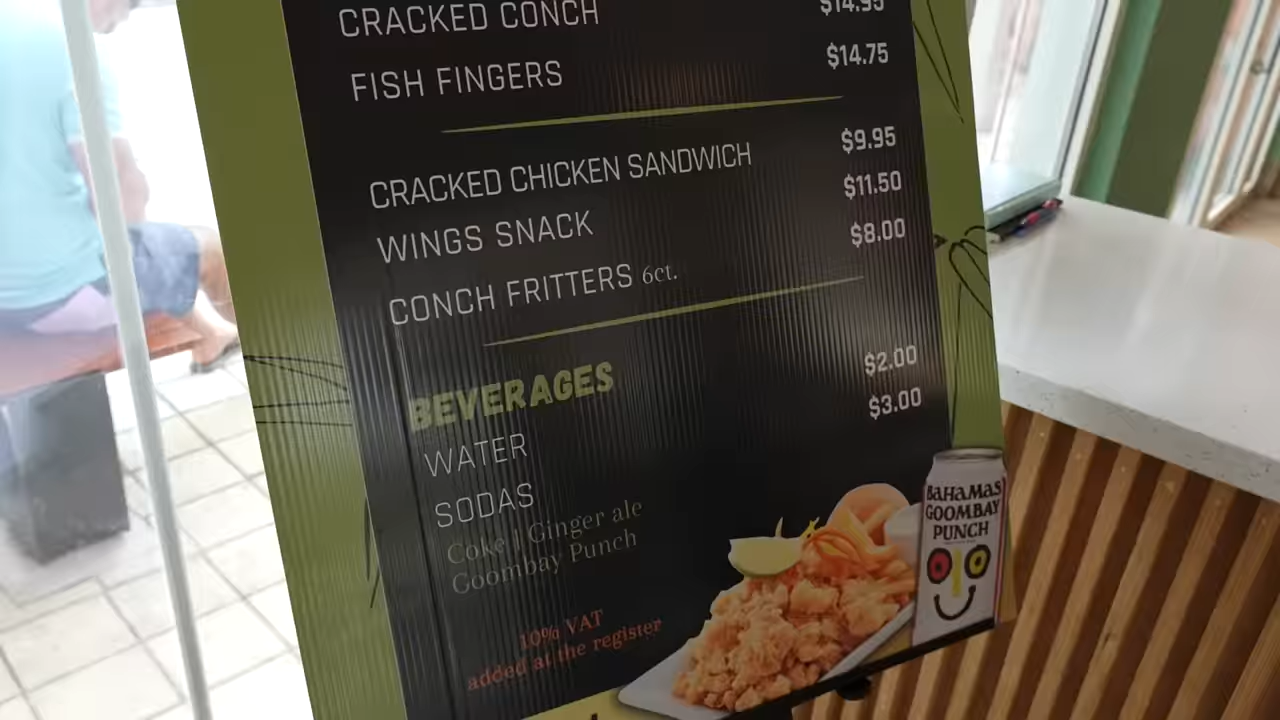 CRACKED CONCH $14.95
FISH FINGERS $14.75
CRACKED CHICKEN SANDWICH $9.95
WINGS SNACK $11.50
CONCH FRITTERS 6ct. $8.00
BEVERAGES
WATER $2.00
SODAS $3.00
Coke | Ginger ale
Goombay Punch
10% VAT
added at the register
BAHAMAS
GOOMBAY
PUNCH